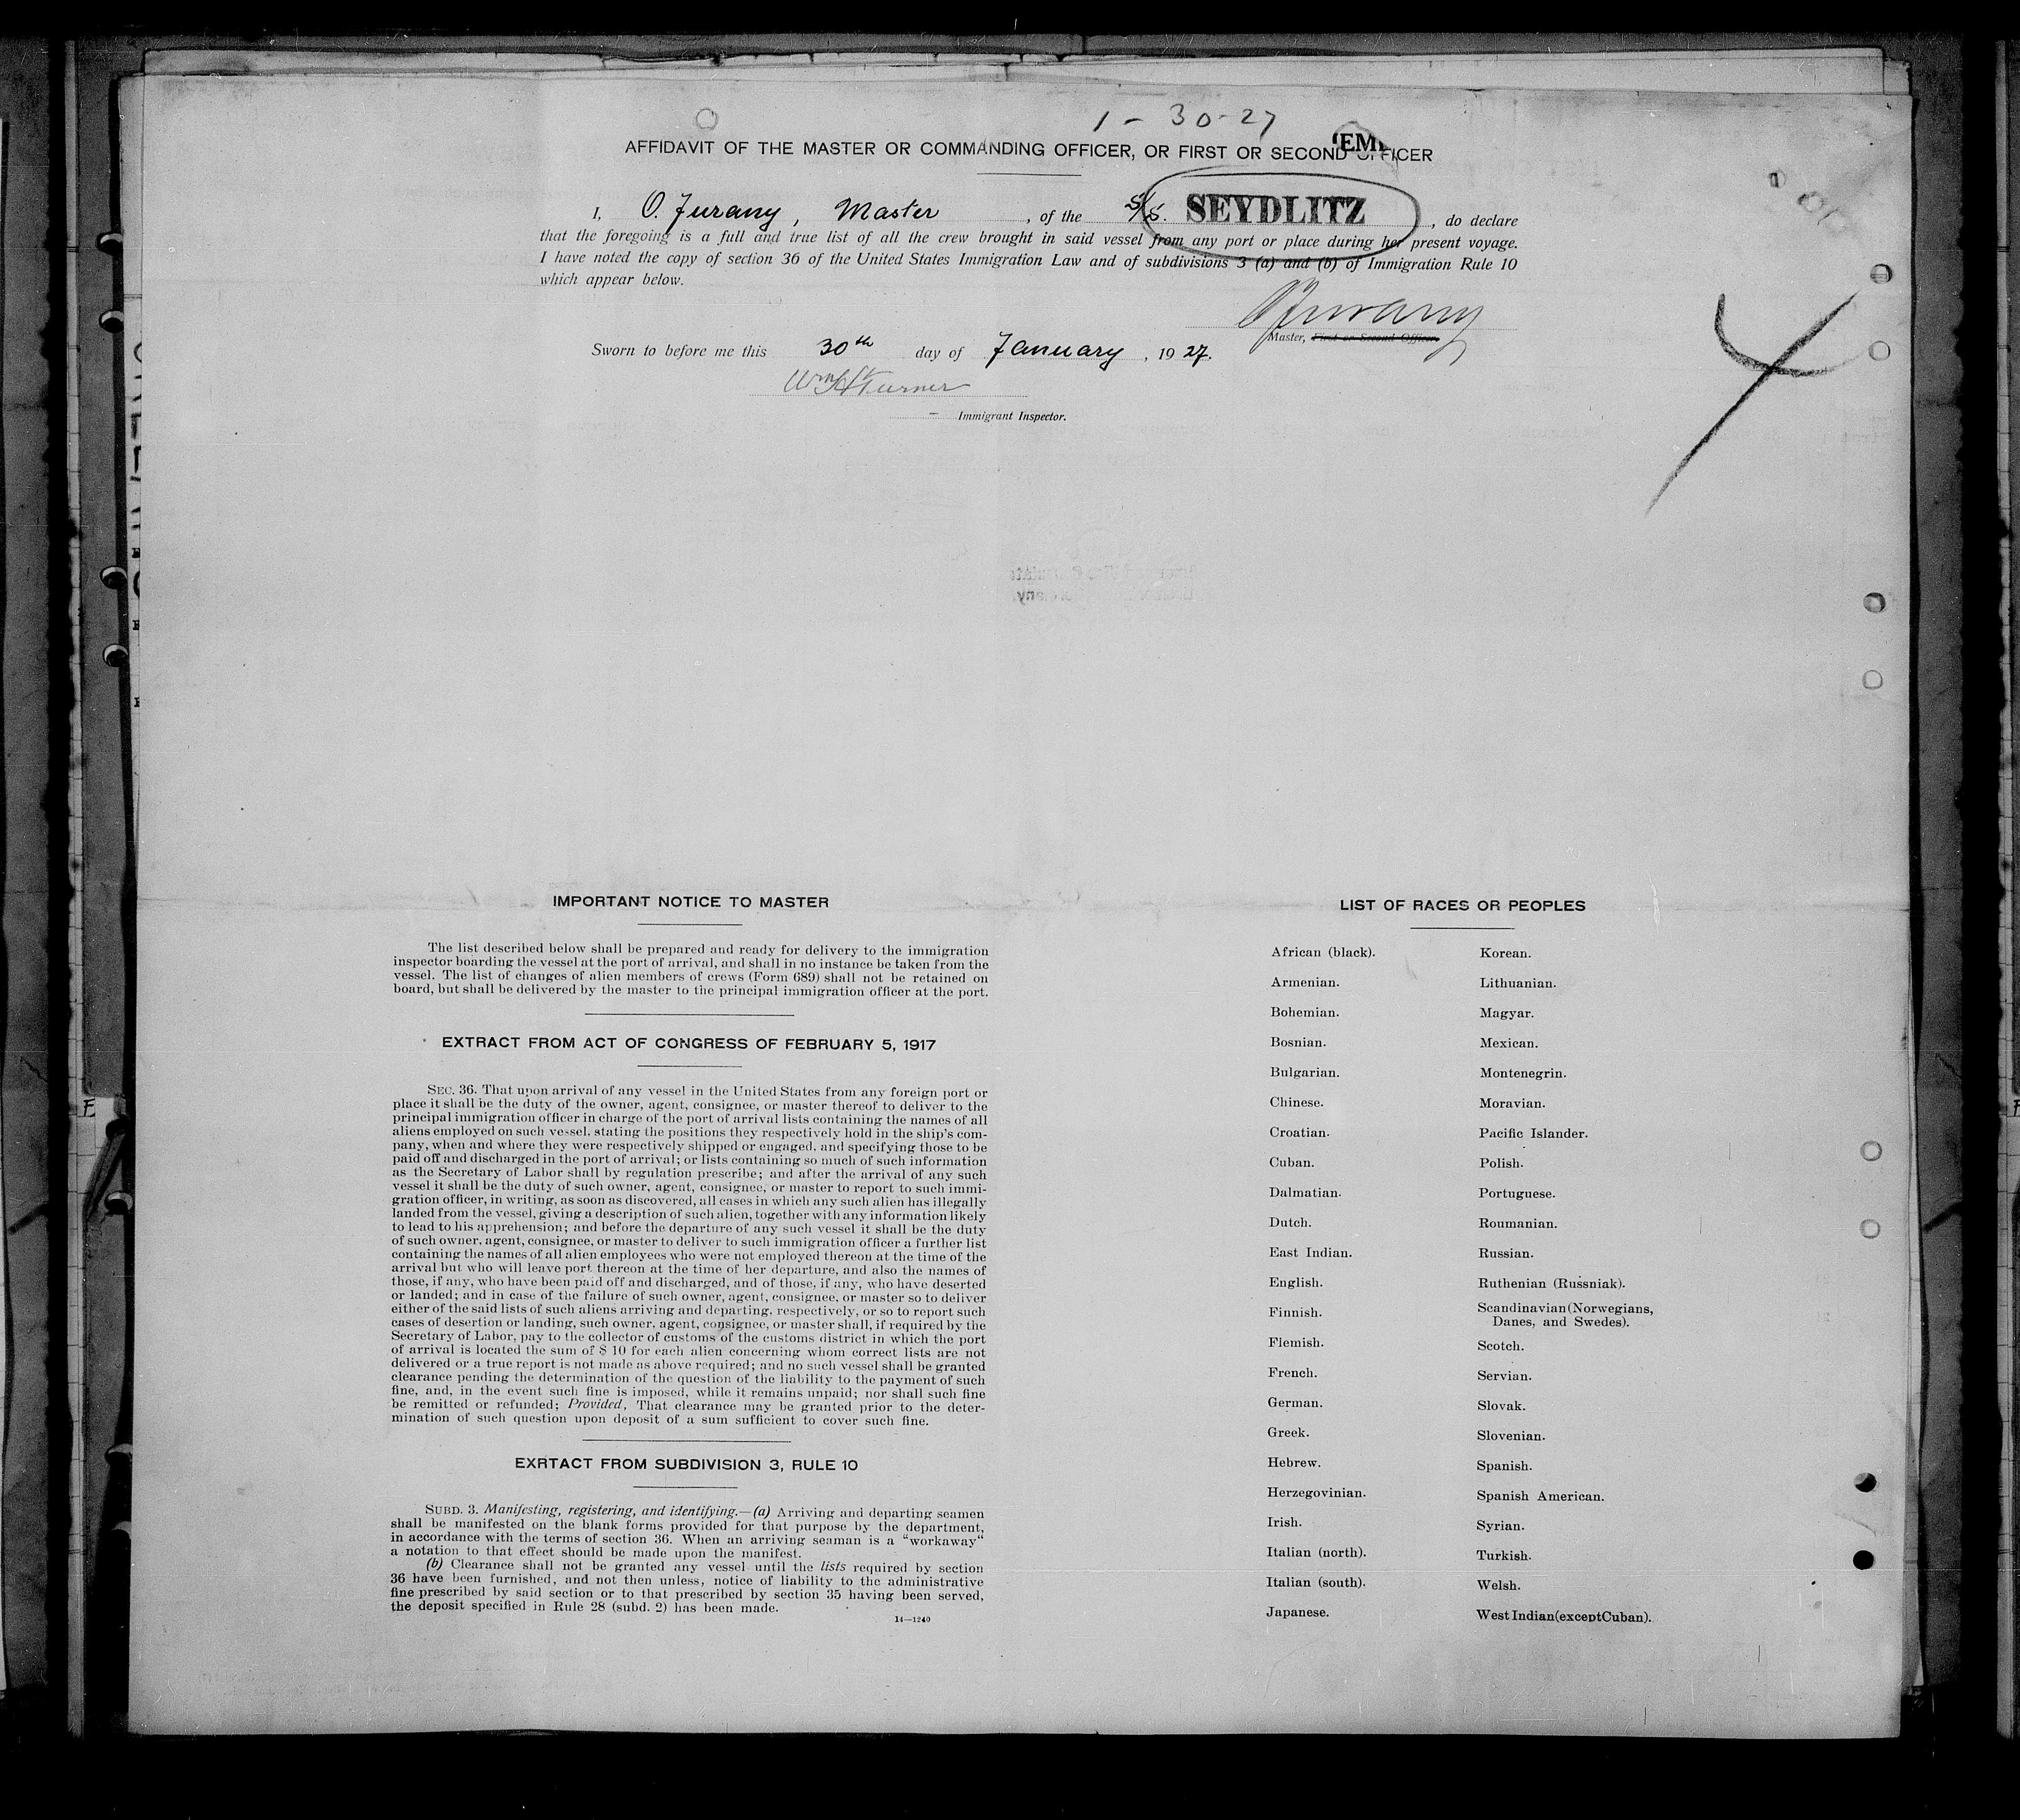 1-30-27
AFFIDAVIT OF THE MASTER OR COMMANDING OFFICER, OR FIRST OR SECOND OFFICER
I, O. Jurany, Master, of the S/S. SEYDLITZ, do declare
that the foregoing is a full and true list of all the crew brought in said vessel from any port or place during her present voyage.
I have noted the copy of section 36 of the United States Immigration Law and of subdivisions 3 (a) and (b) of Immigration Rule 10
which appear below.
OJurany
Master, First or Second Officer.
Sworn to before me this 30th day of January, 1927.
Wm H Turner
Immigrant Inspector.
IMPORTANT NOTICE TO MASTER
The list described below shall be prepared and ready for delivery to the immigration
inspector boarding the vessel at the port of arrival, and shall in no instance be taken from the
vessel. The list of changes of alien members of crews (Form 689) shall not be retained on
board, but shall be delivered by the master to the principal immigration officer at the port.
EXTRACT FROM ACT OF CONGRESS OF FEBRUARY 5, 1917
SEC. 36. That upon arrival of any vessel in the United States from any foreign port or
place it shall be the duty of the owner, agent, consignee, or master thereof to deliver to the
principal immigration officer in charge of the port of arrival lists containing the names of all
aliens employed on such vessel, stating the positions they respectively hold in the ship's com-
pany, when and where they were respectively shipped or engaged, and specifying those to be
paid off and discharged in the port of arrival; or lists containing so much of such information
as the Secretary of Labor shall by regulation prescribe; and after the arrival of any such
vessel it shall be the duty of such owner, agent, consignee, or master to report to such immi-
gration officer, in writing, as soon as discovered, all cases in which any such alien has illegally
landed from the vessel, giving a description of such alien, together with any information likely
to lead to his apprehension; and before the departure of any such vessel it shall be the duty
of such owner, agent, consignee, or master to deliver to such immigration officer a further list
containing the names of all alien employees who were not employed thereon at the time of the
arrival but who will leave port thereon at the time of her departure, and also the names of
those, if any, who have been paid off and discharged, and of those, if any, who have deserted
or landed; and in case of the failure of such owner, agent, consignee, or master so to deliver
either of the said lists of such aliens arriving and departing, respectively, or so to report such
cases of desertion or landing, such owner, agent, consignee, or master shall, if required by the
Secretary of Labor, pay to the collector of customs of the customs district in which the port
of arrival is located the sum of $ 10 for each alien concerning whom correct lists are not
delivered or a true report is not made as above required; and no such vessel shall be granted
clearance pending the determination of the question of the liability to the payment of such
fine, and, in the event such fine is imposed, while it remains unpaid; nor shall such fine
be remitted or refunded; Provided, That clearance may be granted prior to the deter-
mination of such question upon deposit of a sum sufficient to cover such fine.
EXRTACT FROM SUBDIVISION 3, RULE 10
SUBD. 3. Manifesting, registering, and identifying.—(a) Arriving and departing seamen
shall be manifested on the blank forms provided for that purpose by the department,
in accordance with the terms of section 36. When an arriving seaman is a “workaway“
a notation to that effect should be made upon the manifest.
(b) Clearance shall not be granted any vessel until the lists required by section
36 have been furnished, and not then unless, notice of liability to the administrative
fine prescribed by said section or to that prescribed by section 35 having been served,
the deposit specified in Rule 28 (subd. 2) has been made.
14—1240
LIST OF RACES OR PEOPLES
African (black).
Armenian.
Bohemian.
Bosnian.
Bulgarian.
Chinese.
Croatian.
Cuban.
Dalmatian.
Dutch.
East Indian.
English.
Finnish.
Flemish.
French.
German.
Greek.
Hebrew.
Herzegovinian.
Irish.
Italian (north).
Italian (south).
Japanese.
Korean.
Lithuanian.
Magyar.
Mexican.
Montenegrin.
Moravian.
Pacific Islander.
Polish.
Portuguese.
Roumanian.
Russian.
Ruthenian (Russniak).
Scandinavian (Norwegians,
Danes, and Swedes).
Scotch.
Servian.
Slovak.
Slovenian.
Spanish.
Spanish American.
Syrian.
Turkish.
Welsh.
West Indian (except Cuban).